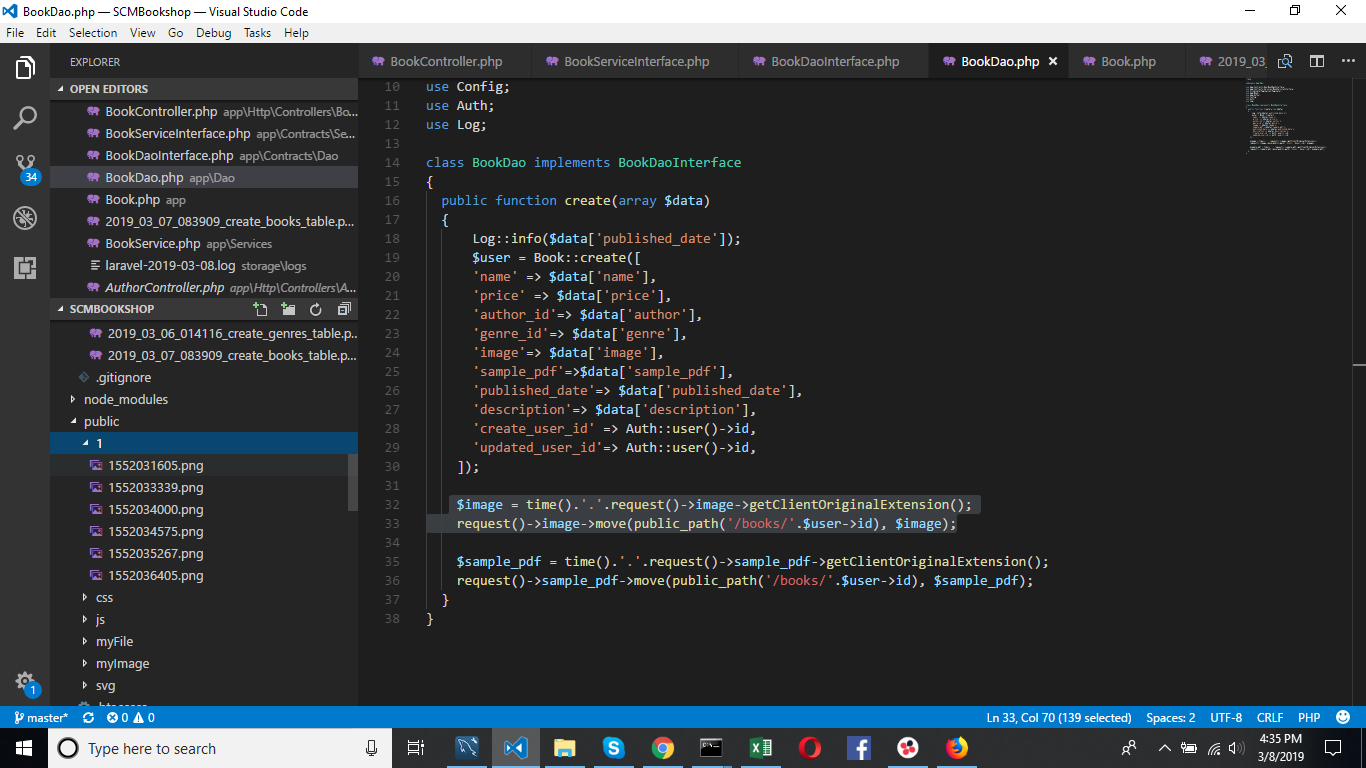 BookDao.php — SCMBookshop — Visual Studio Code
File Edit Selection View Go Debug Tasks Help
EXPLORER
BookController.php BookServiceInterface.php BookDaoInterface.php BookDao.php Book.php 2019_03_
OPEN EDITORS
BookController.php app\Http\Controllers\Bo...
BookServiceInterface.php app\Contracts\Se...
BookDaoInterface.php app\Contracts\Dao
BookDao.php app\Dao
Book.php app
2019_03_07_083909_create_books_table.p...
BookService.php app\Services
laravel-2019-03-08.log storage\logs
AuthorController.php app\Http\Controllers\A...
SCMBOOKSHOP
2019_03_06_014116_create_genres_table.p...
2019_03_07_083909_create_books_table.p...
.gitignore
node_modules
public
1
1552031605.png
1552033339.png
1552034000.png
1552034575.png
1552035267.png
1552036405.png
css
js
myFile
myImage
svg
34
1
10 use Config;
11 use Auth;
12 use Log;
13
14 class BookDao implements BookDaoInterface
15 {
16 public function create(array $data)
17 {
18 Log::info($data['published_date']);
19 $user = Book::create([
20 'name' => $data['name'],
21 'price' => $data['price'],
22 'author_id'=> $data['author'],
23 'genre_id'=> $data['genre'],
24 'image'=> $data['image'],
25 'sample_pdf'=>$data['sample_pdf'],
26 'published_date'=> $data['published_date'],
27 'description'=> $data['description'],
28 'create_user_id' => Auth::user()->id,
29 'updated_user_id'=> Auth::user()->id,
30 ]);
31
32 $image = time().'.'.request()->image->getClientOriginalExtension();
33 request()->image->move(public_path('/books/'.$user->id), $image);
34
35 $sample_pdf = time().'.'.request()->sample_pdf->getClientOriginalExtension();
36 request()->sample_pdf->move(public_path('/books/'.$user->id), $sample_pdf);
37 }
38 }
master* 0 0 Ln 33, Col 70 (139 selected) Spaces: 2 UTF-8 CRLF PHP
Type here to search
4:35 PM
3/8/2019